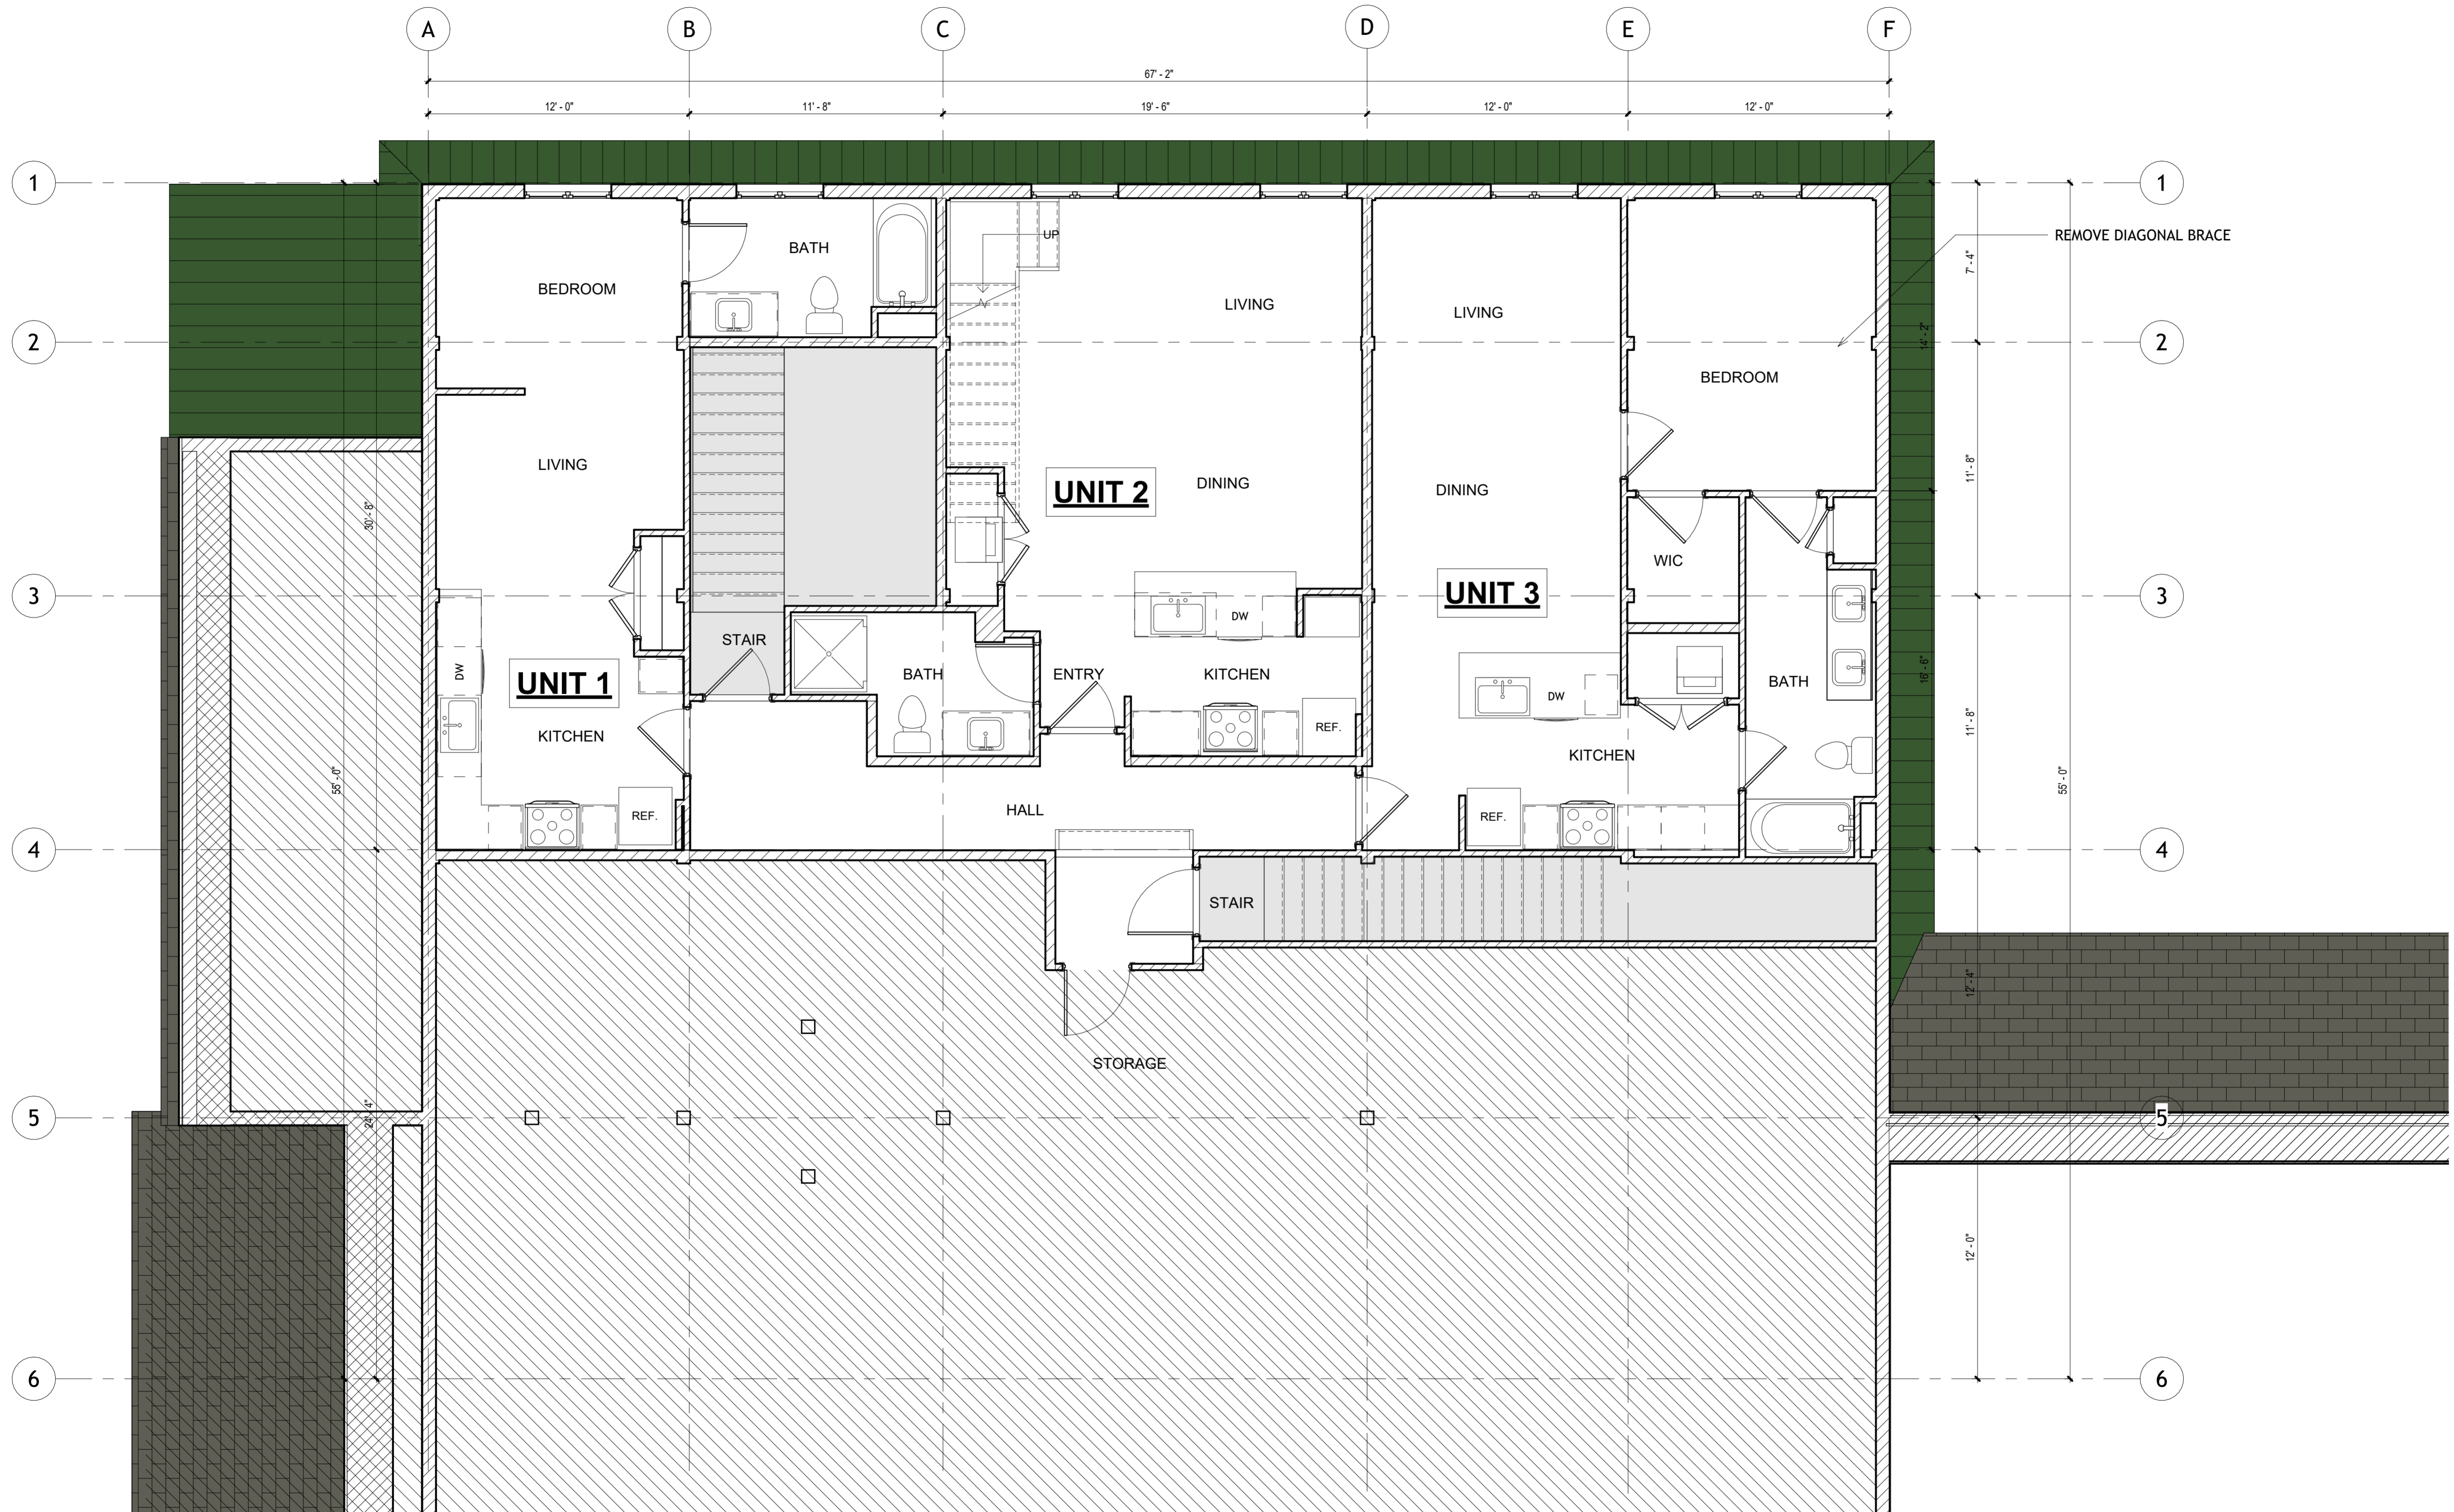 A
B
C
D
E
F
67' - 2"
12' - 0"
11' - 8"
19' - 6"
12' - 0"
12' - 0"
1
1
REMOVE DIAGONAL BRACE
UP
BATH
7' - 4"
BEDROOM
LIVING
LIVING
2
14' - 2"
2
BEDROOM
LIVING
11' - 8"
DINING
DINING
UNIT 2
30' - 8"
WIC
3
UNIT 3
3
DW
STAIR
DW
UNIT 1
BATH
ENTRY
KITCHEN
BATH
16' - 6"
DW
11' - 8"
REF.
KITCHEN
KITCHEN
55' - 0"
55' - 0"
HALL
REF.
REF.
4
4
STAIR
12' - 4"
STORAGE
5
24' - 4"
5
12' - 0"
6
6